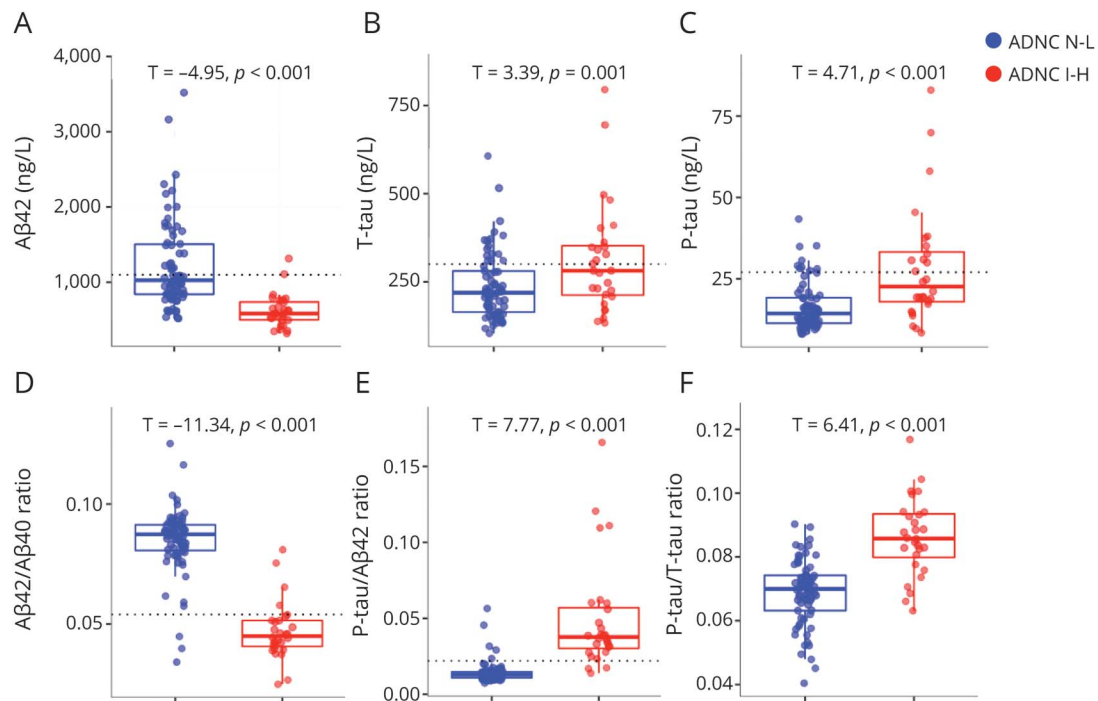 A
B
C
ADNC N-L
ADNC I-H
T = –4.95, p < 0.001
T = 3.39, p = 0.001
T = 4.71, p < 0.001
Aβ42 (ng/L)
4,000
3,000
2,000
1,000
T-tau (ng/L)
750
500
250
P-tau (ng/L)
75
50
25
D
E
F
T = –11.34, p < 0.001
T = 7.77, p < 0.001
T = 6.41, p < 0.001
Aβ42/Aβ40 ratio
0.10
0.05
P-tau/Aβ42 ratio
0.15
0.10
0.05
0.00
P-tau/T-tau ratio
0.12
0.10
0.08
0.06
0.04